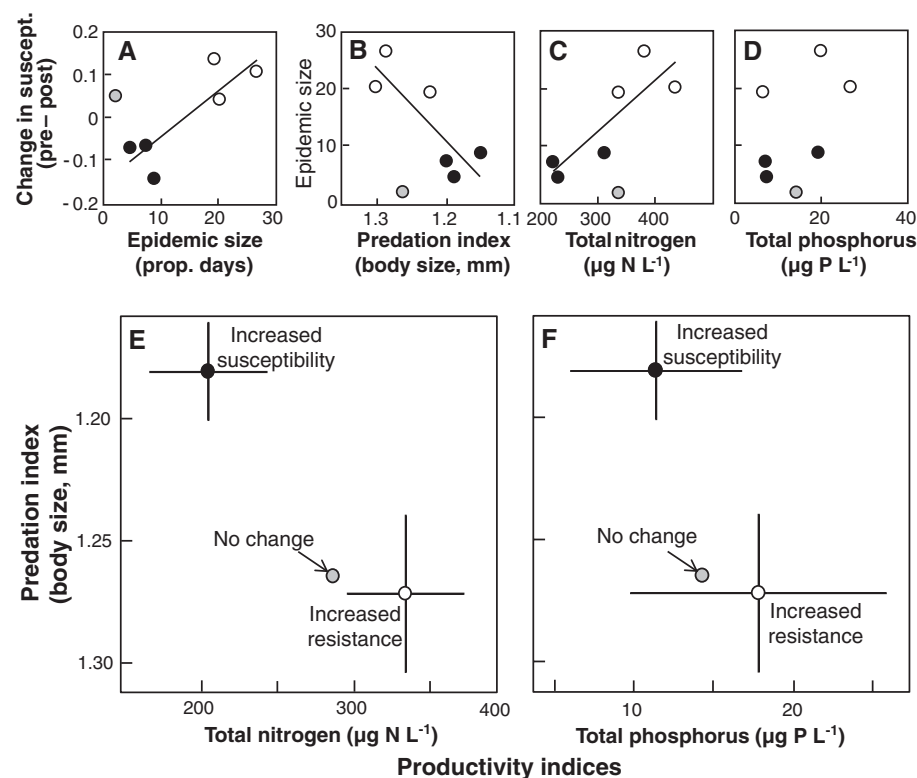 A
B
C
D
0.2
0.1
0
-0.1
-0.2
Change in suscept.
(pre– post)
0 10 20 30
Epidemic size
(prop. days)
30
20
10
0
Epidemic size
1.3 1.2 1.1
Predation index
(body size, mm)
200 300 400
Total nitrogen
(µg N L-1)
0 20 40
Total phosphorus
(µg P L-1)
E
Increased
susceptibility
No change
Increased
resistance
1.20
1.25
1.30
Predation index
(body size, mm)
200 300 400
Total nitrogen (µg N L-1)
F
Increased
susceptibility
No change
Increased
resistance
10 20
Total phosphorus (µg P L-1)
Productivity indices